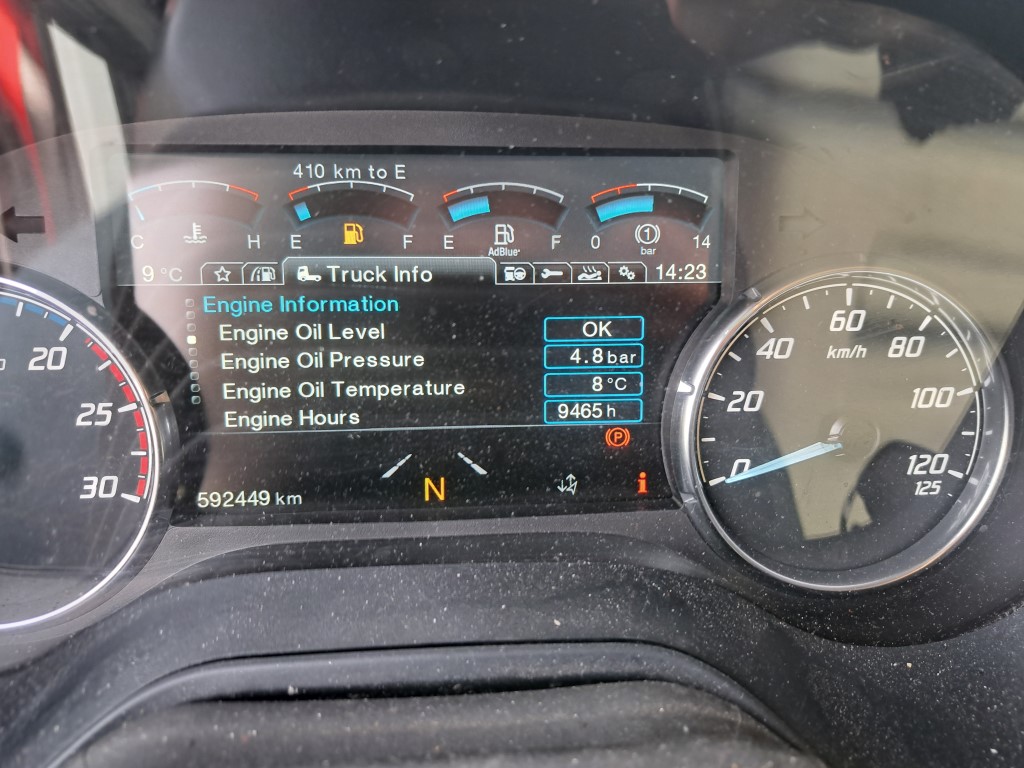 410 km to E
C H E F E AdBlue F 0 (1) bar 14
9 °C Truck Info 14:23
Engine Information
Engine Oil Level OK
Engine Oil Pressure 4.8 bar
Engine Oil Temperature 8 °C
Engine Hours 9465 h
P
N i
592449 km
20
25
30
0 20 40 60 80 100 120
125
km/h